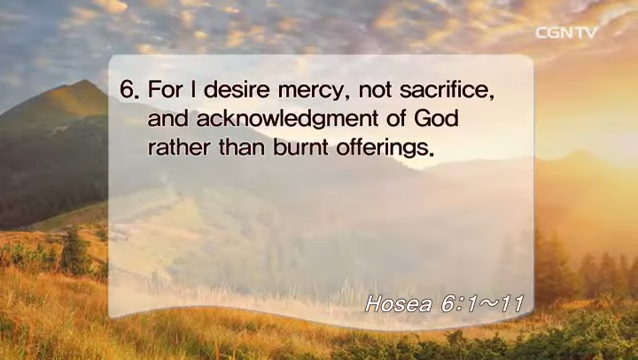 CGNTV
6. For I desire mercy, not sacrifice,
and acknowledgment of God
rather than burnt offerings.
Hosea 6:1~11